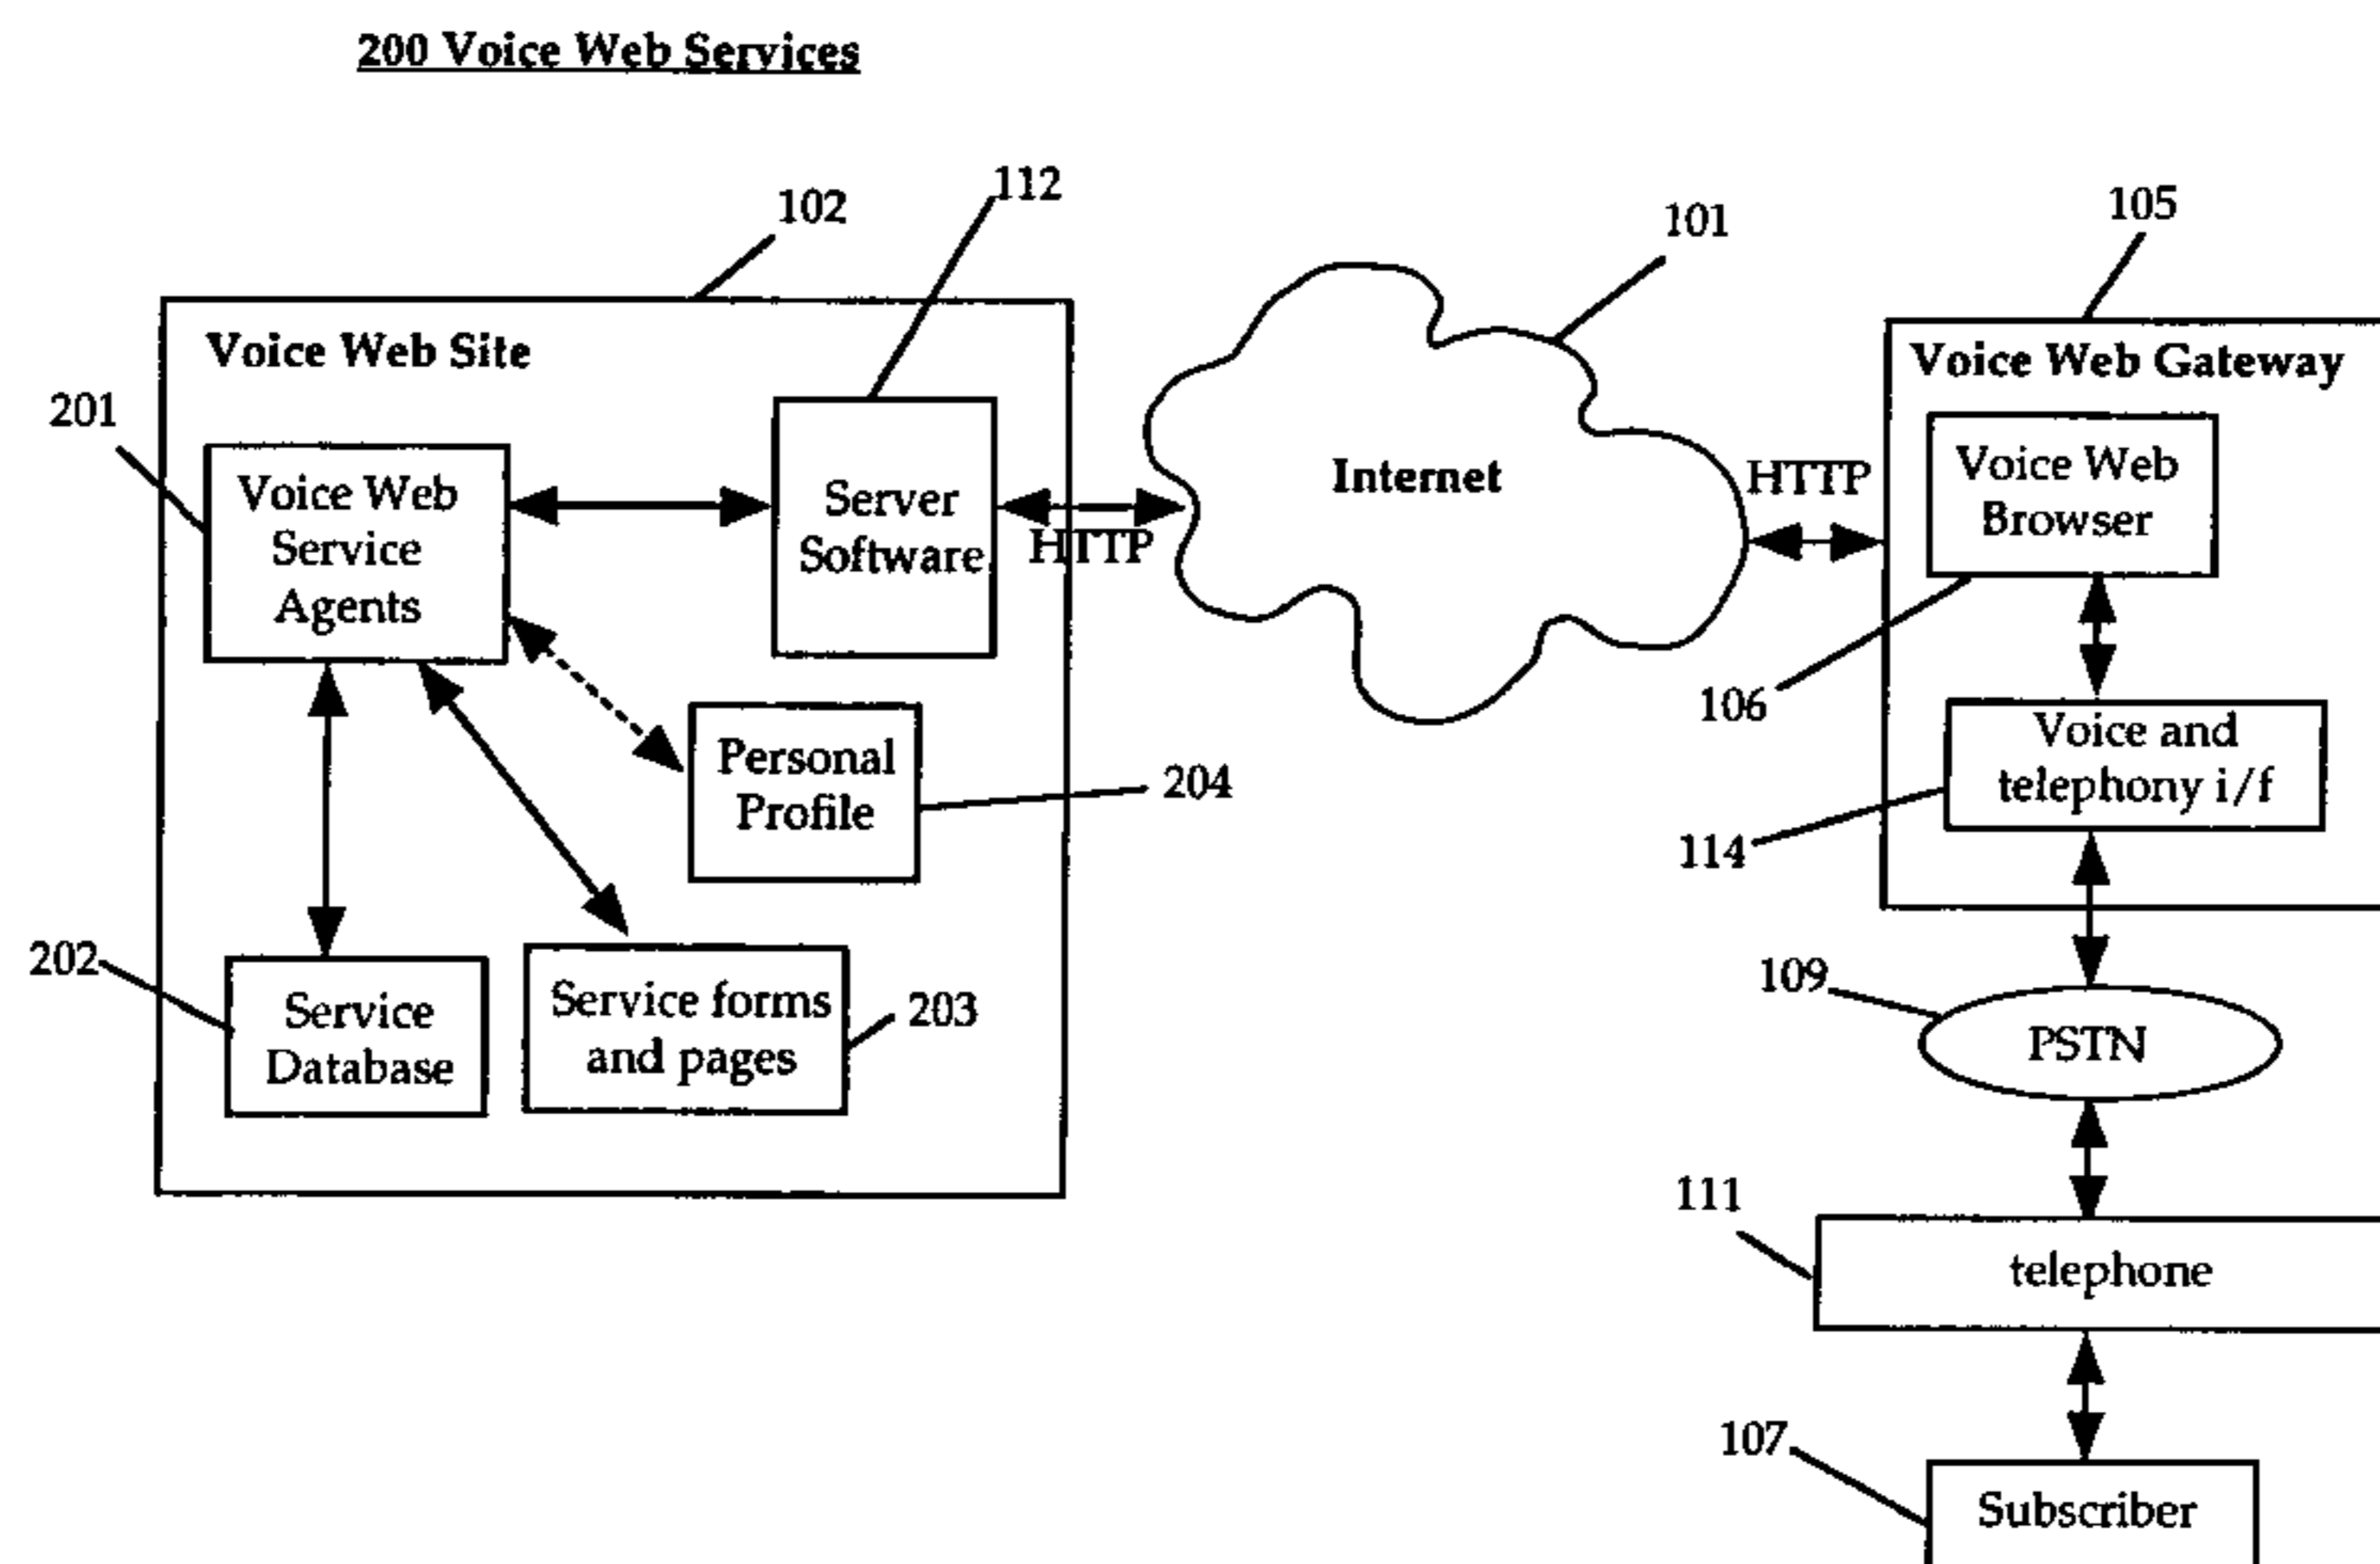 200 Voice Web Services
112
102
101
105
Voice Web Site
Voice Web Gateway
201
Voice Web
Service
Agents
Server
Software
HTTP
Internet
HTTP
Voice Web
Browser
106
Personal
Profile
204
Voice and
telephony i/f
114
202
Service
Database
Service forms
and pages
203
109
PSTN
111
telephone
107
Subscriber